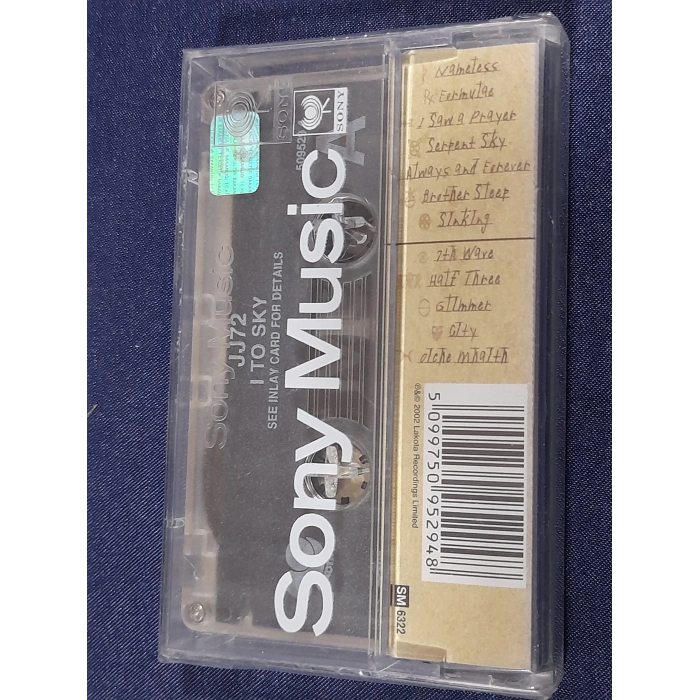 Nameless
Formulae
I Saw a Prayer
Serpent Sky
Always and Forever
Brother Sleep
Sinking
7th Wave
Half Three
Glimmer
City
Oiche Mhaith
5 099750 952948
℗&© 2002 Lakota Recordings Limited
SM 6322
SONY
SONY
50952
A
Sony Music
Sony Music
JJ72
I TO SKY
SEE INLAY CARD FOR DETAILS